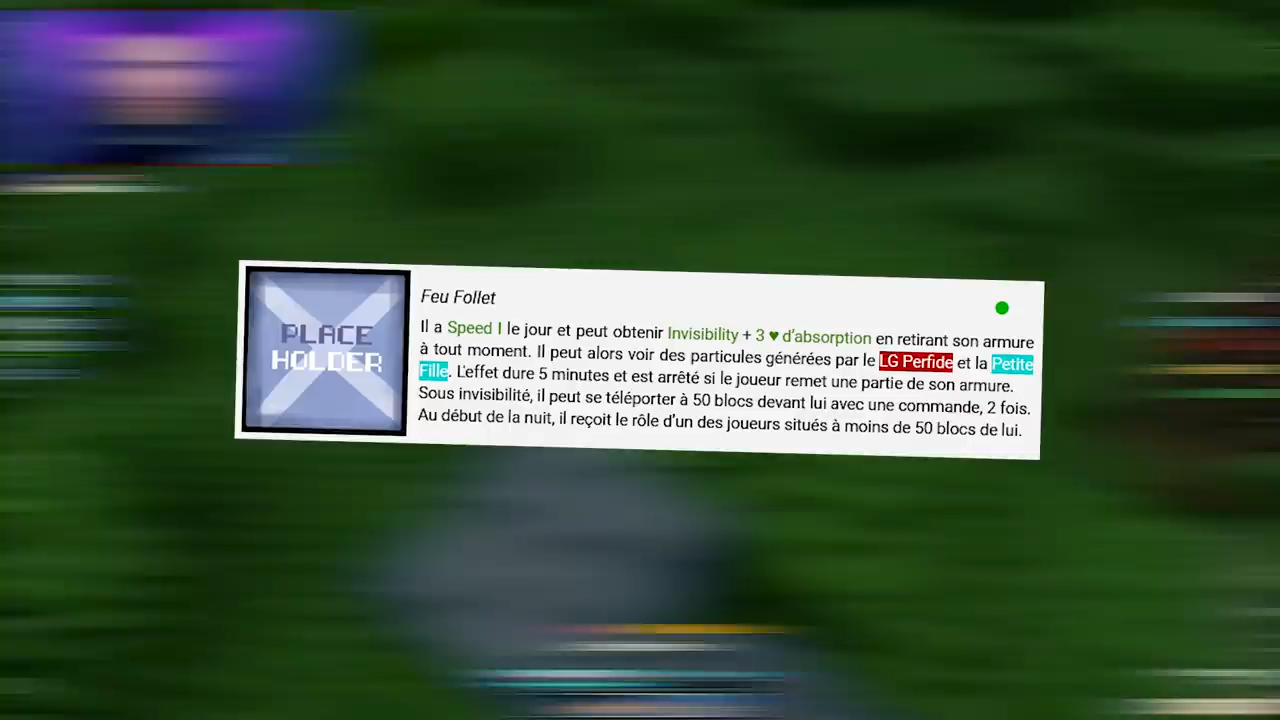 PLACE
HOLDER
Feu Follet
Il a Speed I le jour et peut obtenir Invisibility + 3 ♥ d'absorption en retirant son armure
à tout moment. Il peut alors voir des particules générées par le LG Perfide et la Petite
Fille. L'effet dure 5 minutes et est arrêté si le joueur remet une partie de son armure.
Sous invisibilité, il peut se téléporter à 50 blocs devant lui avec une commande, 2 fois.
Au début de la nuit, il reçoit le rôle d'un des joueurs situés à moins de 50 blocs de lui.